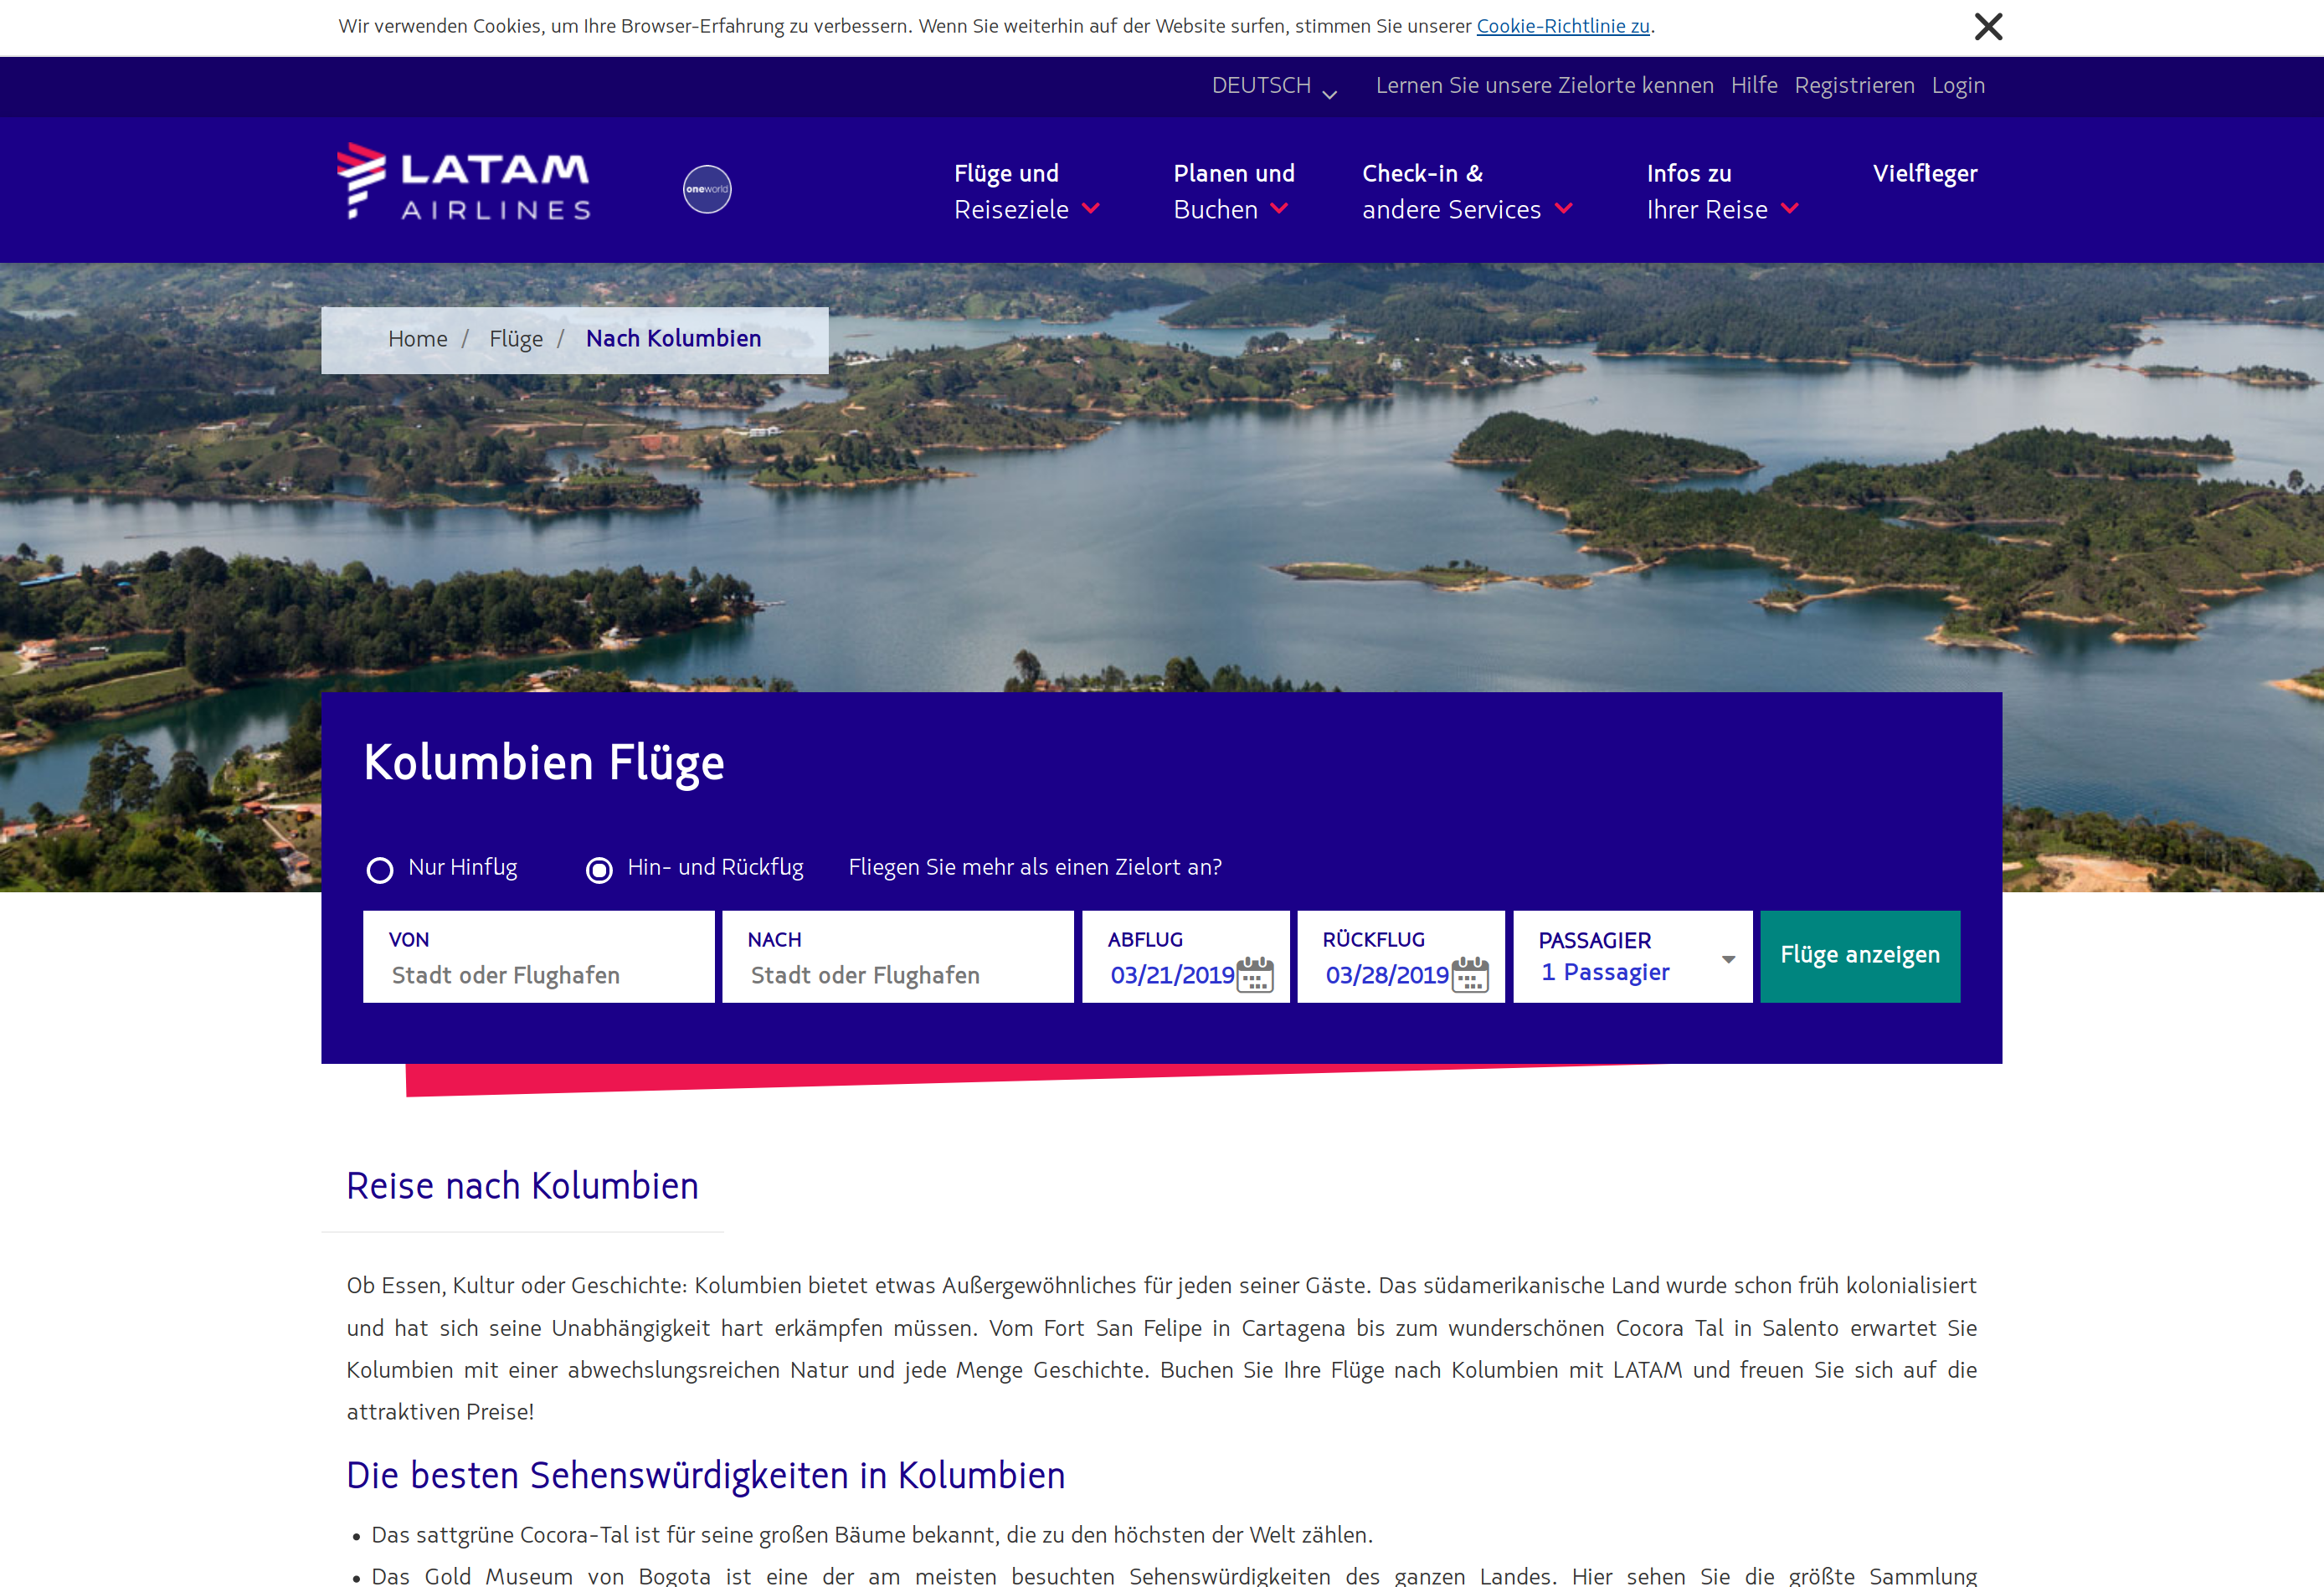 Wir verwenden Cookies, um Ihre Browser-Erfahrung zu verbessern. Wenn Sie weiterhin auf der Website surfen, stimmen Sie unserer Cookie-Richtlinie zu.
DEUTSCH Lernen Sie unsere Zielorte kennen Hilfe Registrieren Login
LATAM
AIRLINES
oneworld
Flüge und
Reiseziele
Planen und
Buchen
Check-in &
andere Services
Infos zu
Ihrer Reise
Vielflieger
Home / Flüge / Nach Kolumbien
Kolumbien Flüge
Nur Hinflug Hin- und Rückflug Fliegen Sie mehr als einen Zielort an?
VON
Stadt oder Flughafen
NACH
Stadt oder Flughafen
ABFLUG
03/21/2019
RÜCKFLUG
03/28/2019
PASSAGIER
1 Passagier
Flüge anzeigen
Reise nach Kolumbien
Ob Essen, Kultur oder Geschichte: Kolumbien bietet etwas Außergewöhnliches für jeden seiner Gäste. Das südamerikanische Land wurde schon früh kolonialisiert
und hat sich seine Unabhängigkeit hart erkämpfen müssen. Vom Fort San Felipe in Cartagena bis zum wunderschönen Cocora Tal in Salento erwartet Sie
Kolumbien mit einer abwechslungsreichen Natur und jede Menge Geschichte. Buchen Sie Ihre Flüge nach Kolumbien mit LATAM und freuen Sie sich auf die
attraktiven Preise!
Die besten Sehenswürdigkeiten in Kolumbien
• Das sattgrüne Cocora-Tal ist für seine großen Bäume bekannt, die zu den höchsten der Welt zählen.
• Das Gold Museum von Bogota ist eine der am meisten besuchten Sehenswürdigkeiten des ganzen Landes. Hier sehen Sie die größte Sammlung